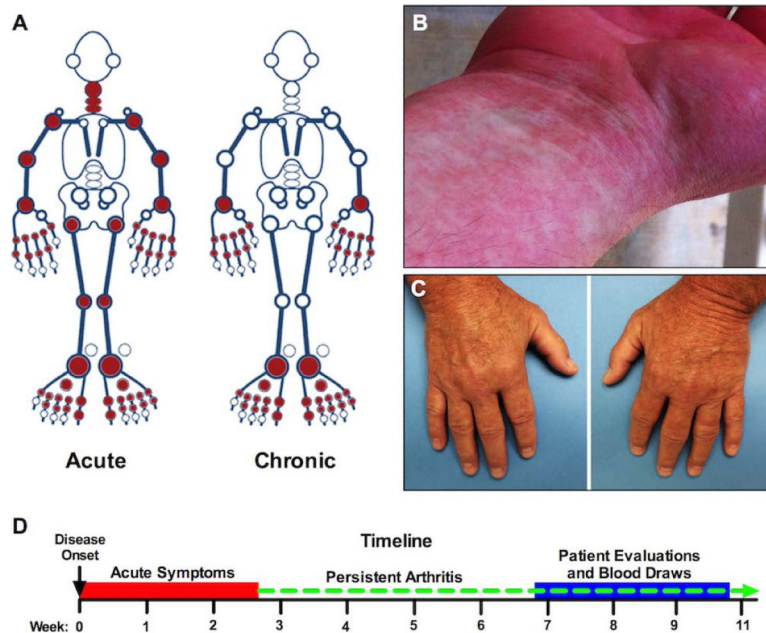 A
B
Acute
Chronic
C
D
Disease
Onset
Timeline
Acute Symptoms
Persistent Arthritis
Patient Evaluations
and Blood Draws
Week: 0 1 2 3 4 5 6 7 8 9 11